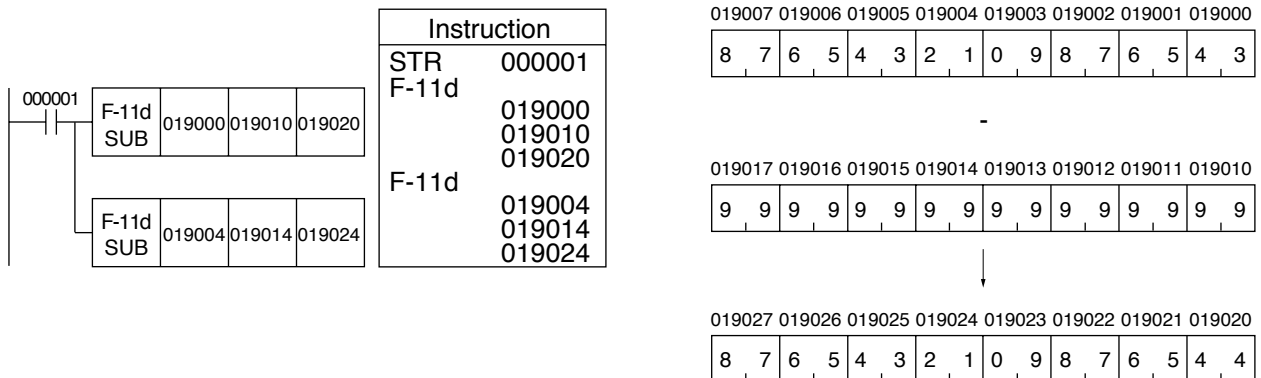 000001
F-11d
SUB
019000 019010 019020
F-11d
SUB
019004 019014 019024
Instruction
STR 000001
F-11d
019000
019010
019020
F-11d
019004
019014
019024
019007 019006 019005 019004 019003 019002 019001 019000
8 7 6 5 4 3 2 1 0 9 8 7 6 5 4 3
-
019017 019016 019015 019014 019013 019012 019011 019010
9 9 9 9 9 9 9 9 9 9 9 9 9 9 9 9
019027 019026 019025 019024 019023 019022 019021 019020
8 7 6 5 4 3 2 1 0 9 8 7 6 5 4 4